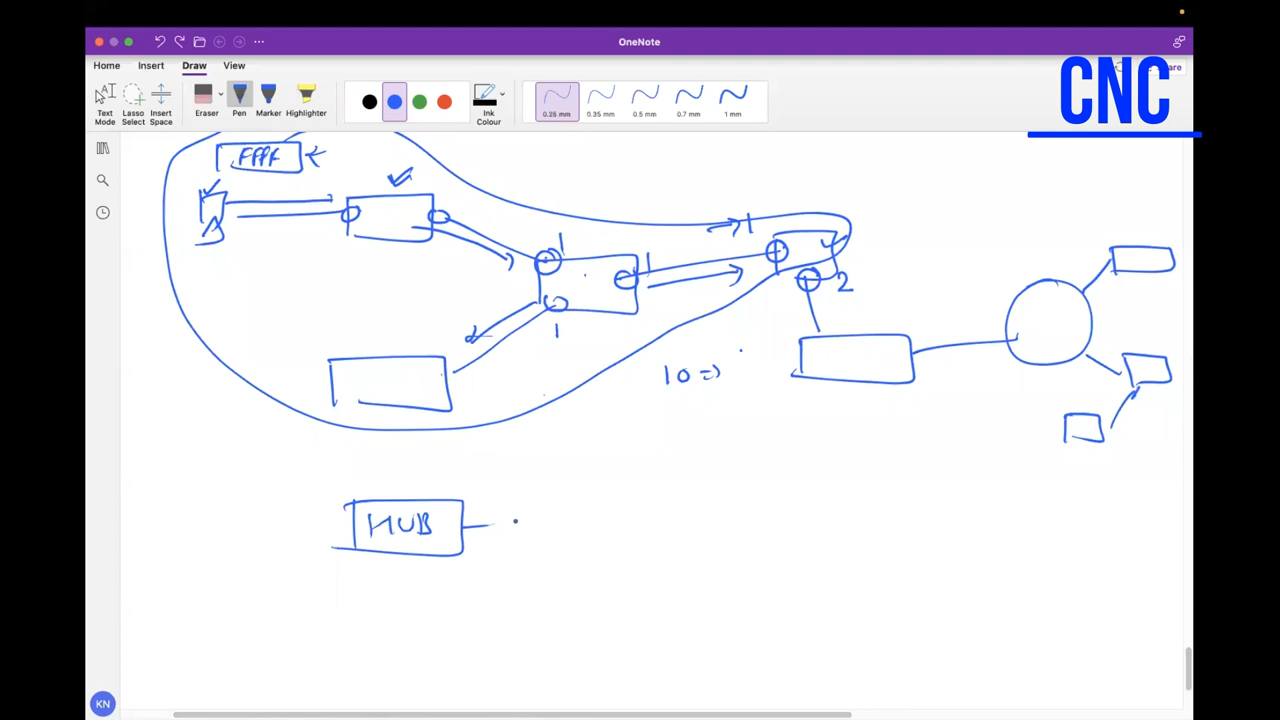 OneNote
Home Insert Draw View
CNC
Text Mode
Lasso Select
Insert Space
Eraser
Pen
Marker
Highlighter
Ink Colour
0.25 mm
0.35 mm
0.5 mm
0.7 mm
1 mm
FFFF
1
1
1
1
2
10 =>
HUB
KN